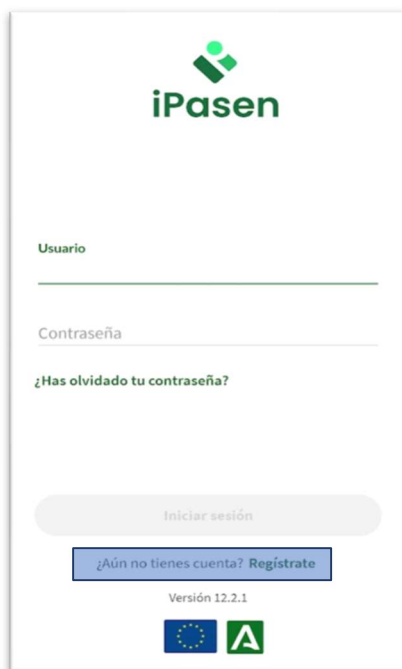 iPasen
Usuario
Contraseña
¿Has olvidado tu contraseña?
Iniciar sesión
¿Aún no tienes cuenta? Regístrate
Versión 12.2.1